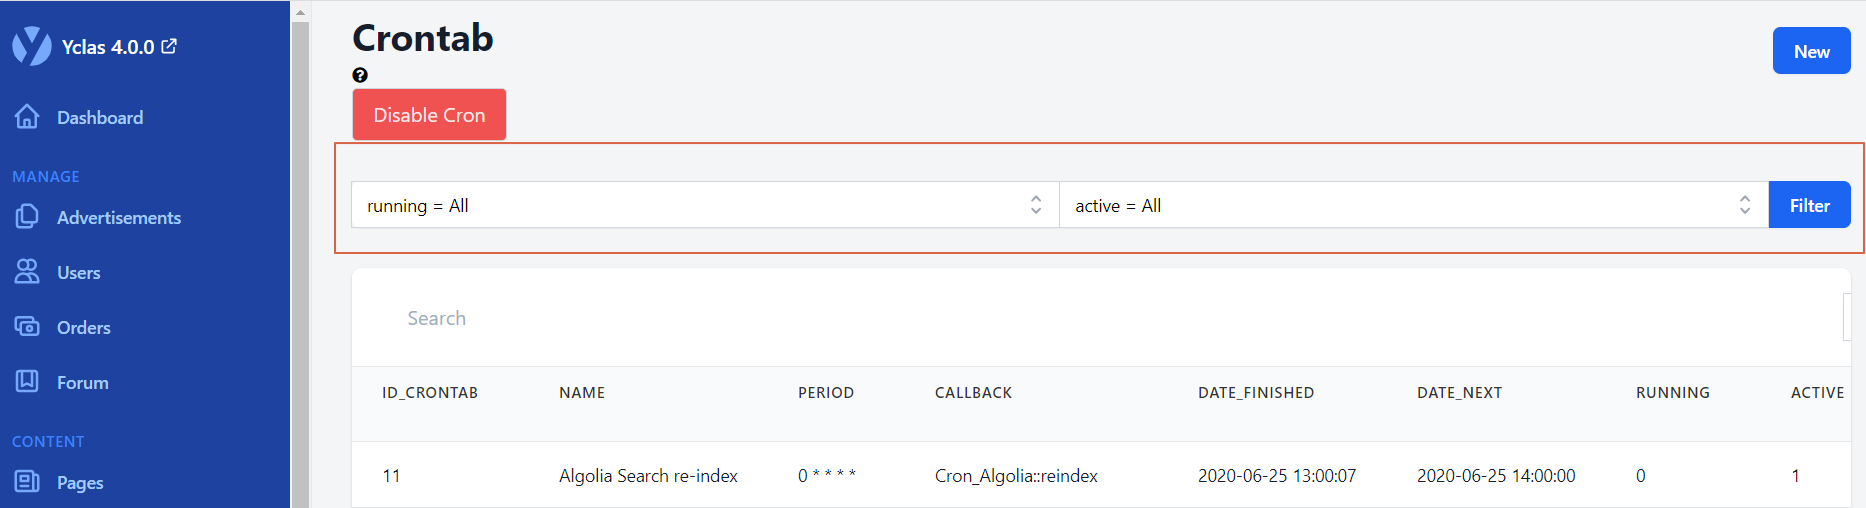 Yclas 4.0.0
Dashboard
MANAGE
Advertisements
Users
Orders
Forum
CONTENT
Pages
Crontab
?
New
Disable Cron
running = All active = All Filter
Search
ID_CRONTAB NAME PERIOD CALLBACK DATE_FINISHED DATE_NEXT RUNNING ACTIVE
11 Algolia Search re-index 0 * * * * Cron_Algolia::reindex 2020-06-25 13:00:07 2020-06-25 14:00:00 0 1